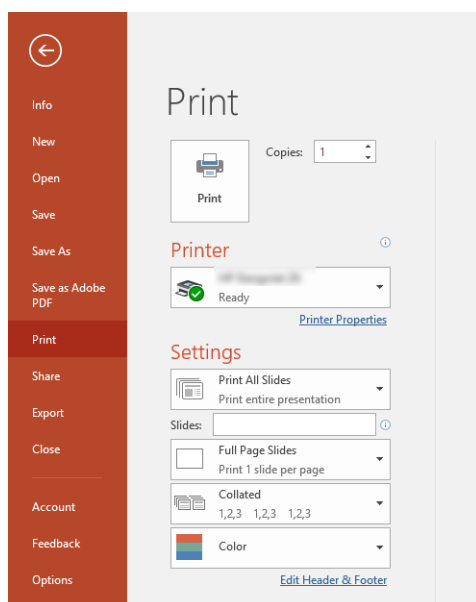 Info
New
Open
Save
Save As
Save as Adobe
PDF
Print
Share
Export
Close
Account
Feedback
Options
Print
Copies: 1
Print
Printer
Ready
Printer Properties
Settings
Print All Slides
Print entire presentation
Slides:
Full Page Slides
Print 1 slide per page
Collated
1,2,3 1,2,3 1,2,3
Color
Edit Header & Footer